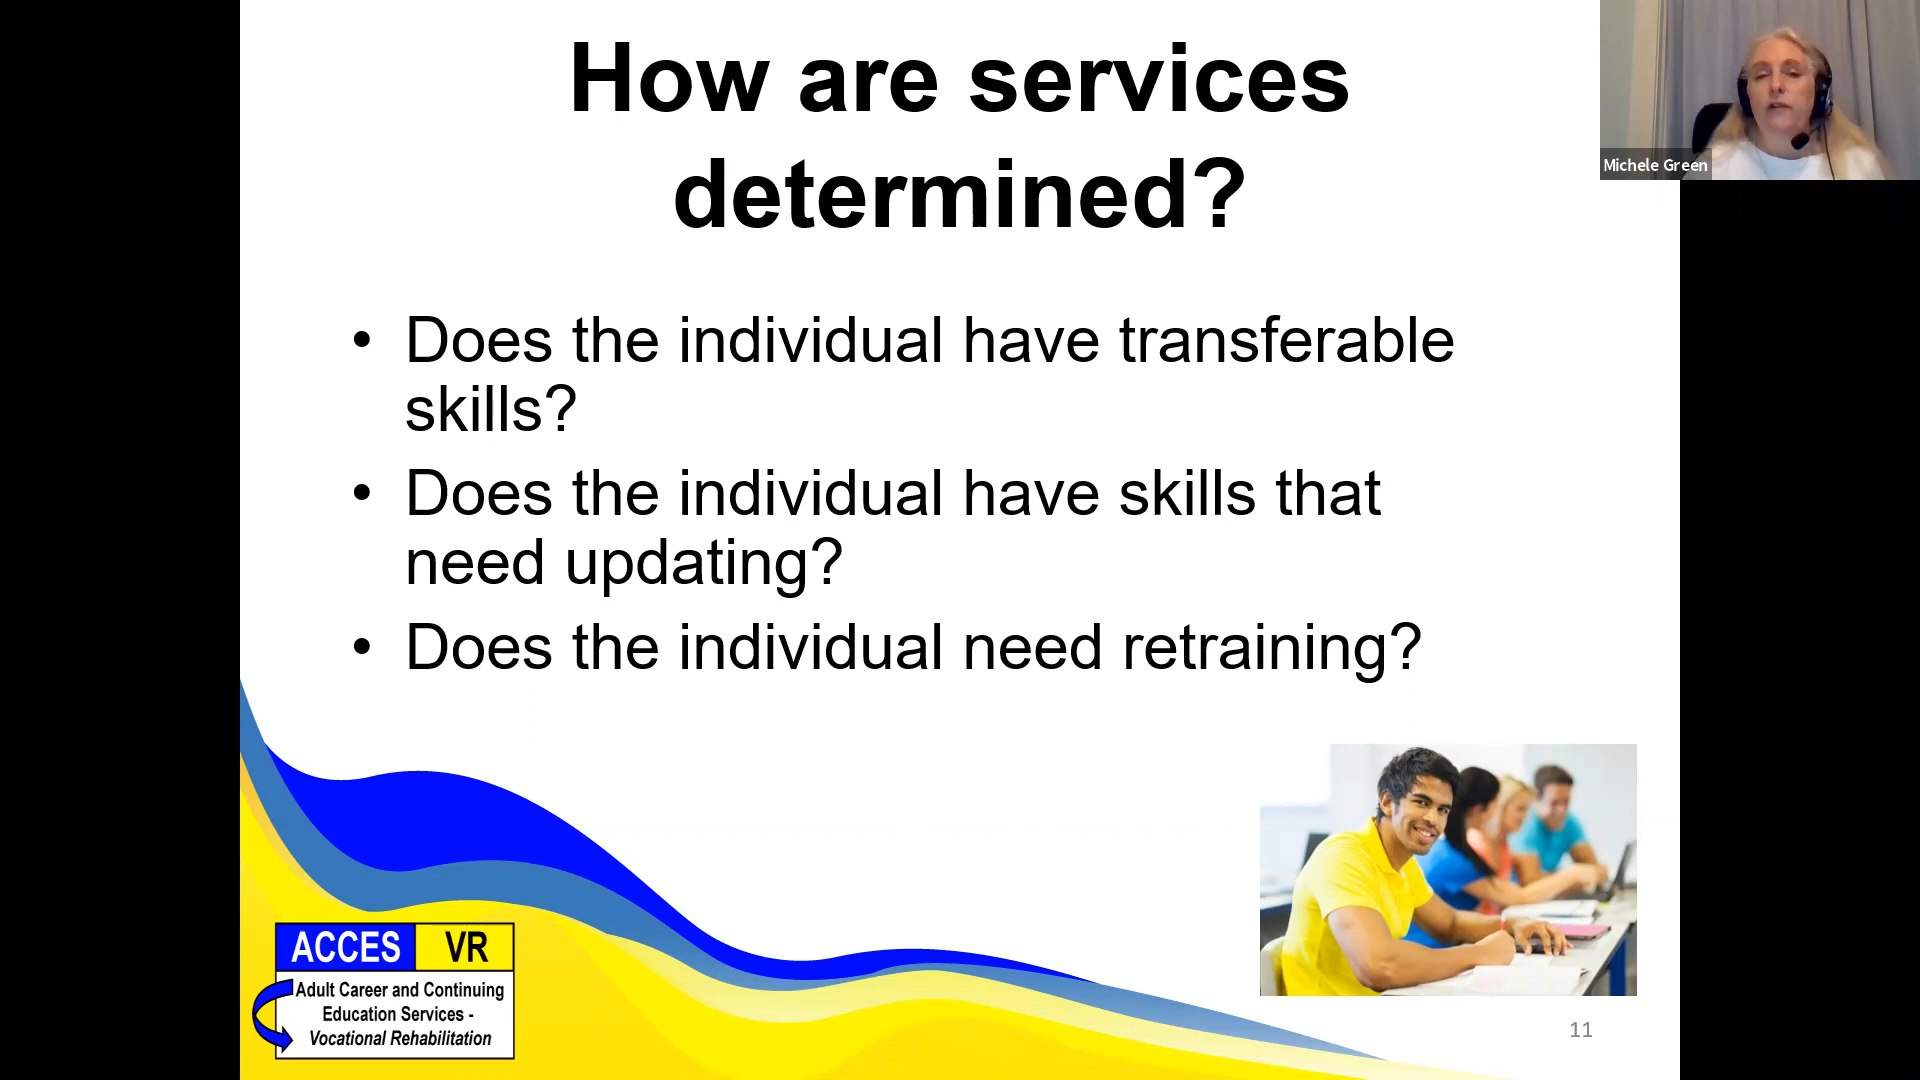 How are services
determined?
Michele Green
• Does the individual have transferable
skills?
• Does the individual have skills that
need updating?
• Does the individual need retraining?
ACCES VR
Adult Career and Continuing
Education Services -
Vocational Rehabilitation
11